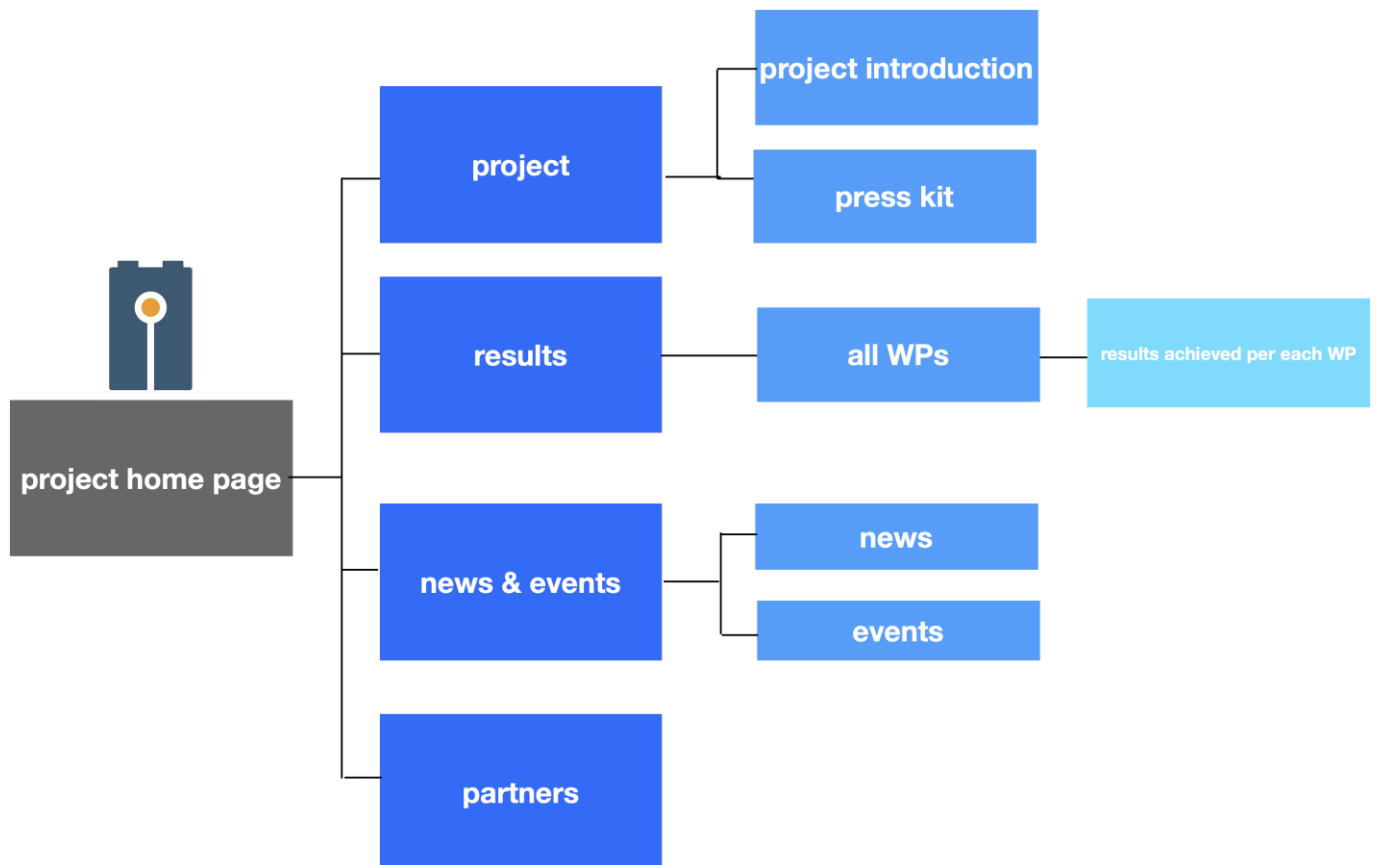 project introduction
project
press kit
results
all WPs
results achieved per each WP
project home page
news & events
news
events
partners